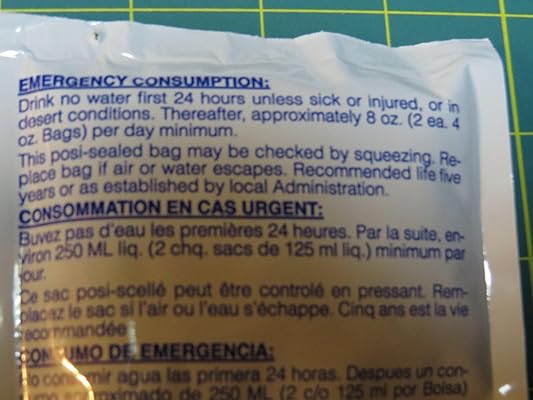 EMERGENCY CONSUMPTION:
Drink no water first 24 hours unless sick or injured, or in
desert conditions. Thereafter, approximately 8 oz. (2 ea. 4
oz. Bags) per day minimum.
This posi-sealed bag may be checked by squeezing. Re-
place bag if air or water escapes. Recommended life five
years or as established by local Administration.
CONSOMMATION EN CAS URGENT:
Buvez pas d'eau les premières 24 heures. Par la suite, en-
viron 250 ML liq. (2 chq. sacs de 125 ml liq.) minimum par
jour.
Ce sac posi-scellé peut être controlé en pressant. Rem-
placez le sac si l'air ou l'eau s'échappe. Cinq ans est la vie
recommandée
CONSUMO DE EMERGENCIA:
No consumir agua las primera 24 horas. Despues un con-
sumo aproximado de 250 ML (2 c/o 125 ml por Bolsa)